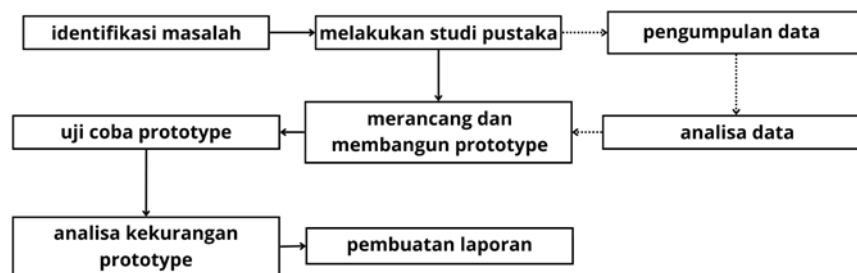 identifikasi masalah
melakukan studi pustaka
pengumpulan data
uji coba prototype
merancang dan
membangun prototype
analisa data
analisa kekurangan
prototype
pembuatan laporan